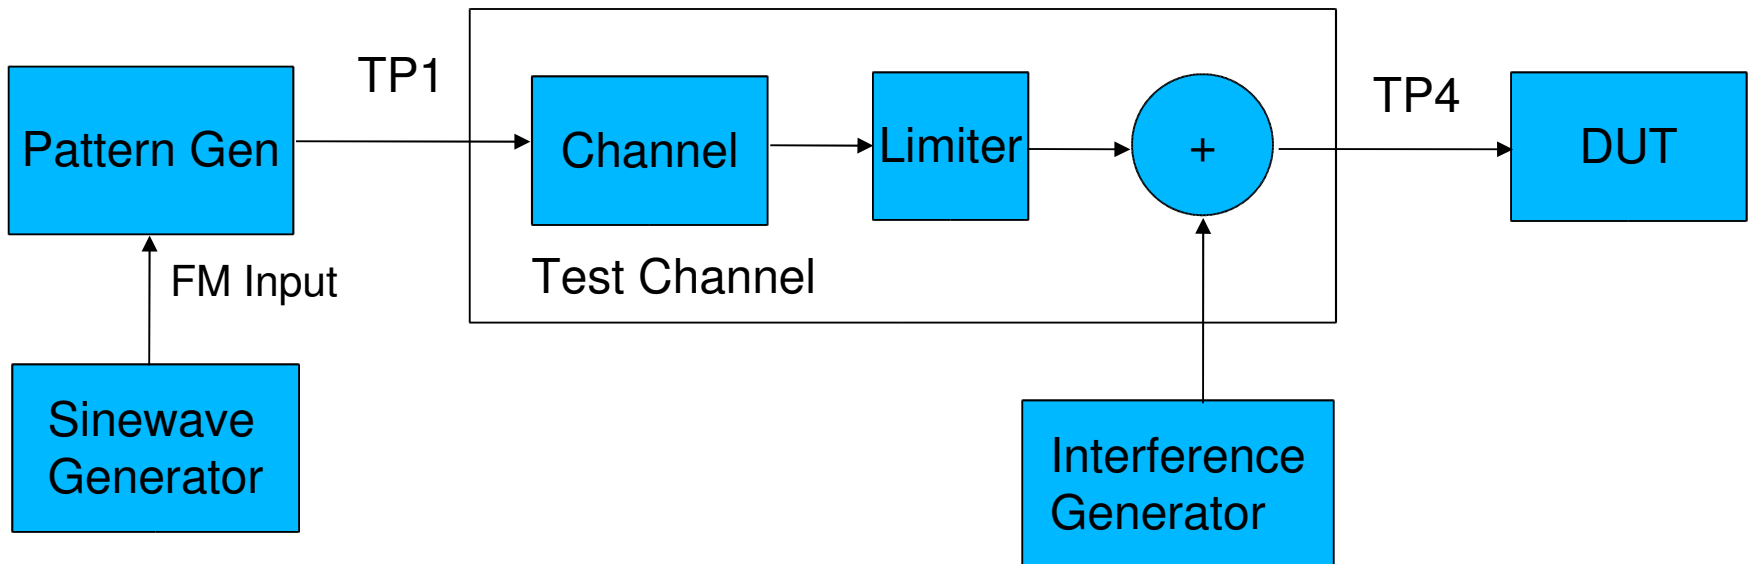 TP1
TP4
Pattern Gen
Channel
Limiter
+
DUT
FM Input
Test Channel
Sinewave
Generator
Interference
Generator